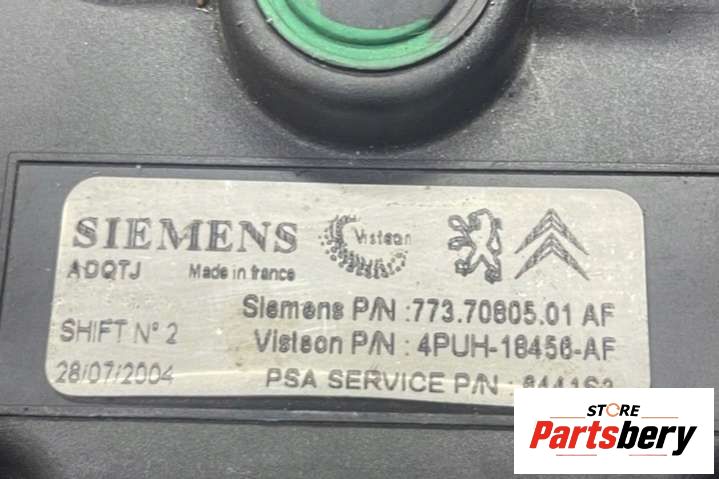 SIEMENS Visteon
ADQTJ Made in france
Siemens P/N :773.70805.01 AF
SHIFT N° 2
Visteon P/N : 4PUH-18456-AF
28/07/2004
PSA SERVICE P/N :
STORE
Partsbery